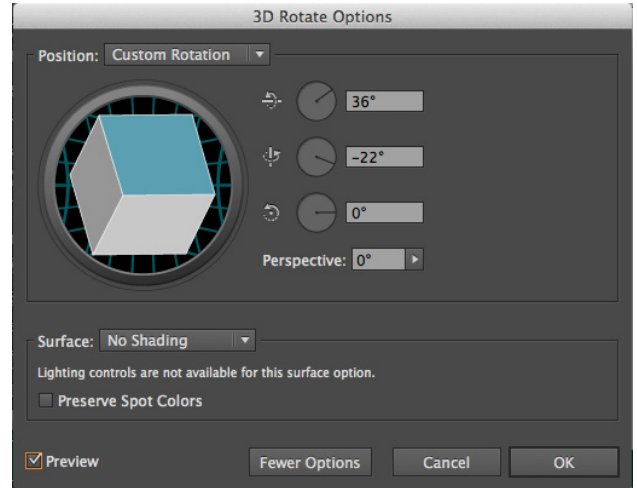 3D Rotate Options
Position: Custom Rotation
36°
-22°
0°
Perspective: 0°
Surface: No Shading
Lighting controls are not available for this surface option.
Preserve Spot Colors
Preview
Fewer Options
Cancel
OK